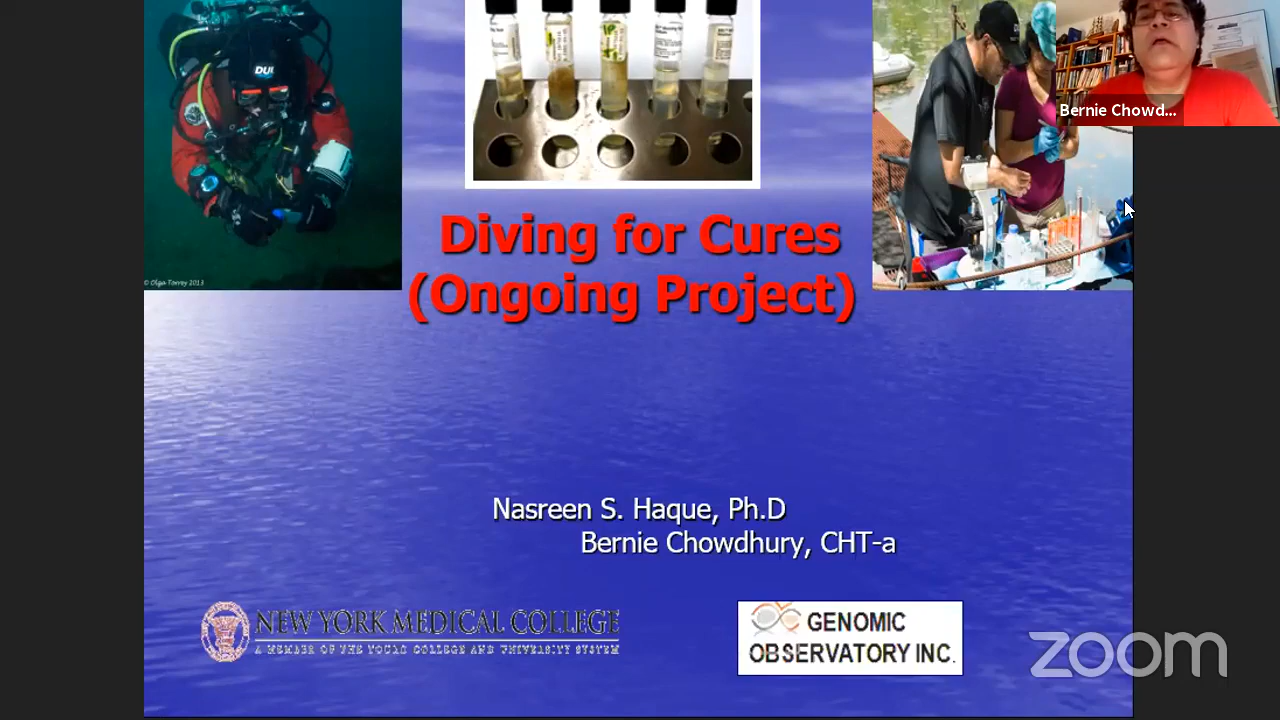 DUI
Bernie Chowd...
Diving for Cures
(Ongoing Project)
© Olga Torrey 2013
Nasreen S. Haque, Ph.D
Bernie Chowdhury, CHT-a
NEW YORK MEDICAL COLLEGE
A MEMBER OF THE TOURO COLLEGE AND UNIVERSITY SYSTEM
GENOMIC
OBSERVATORY INC.
zoom